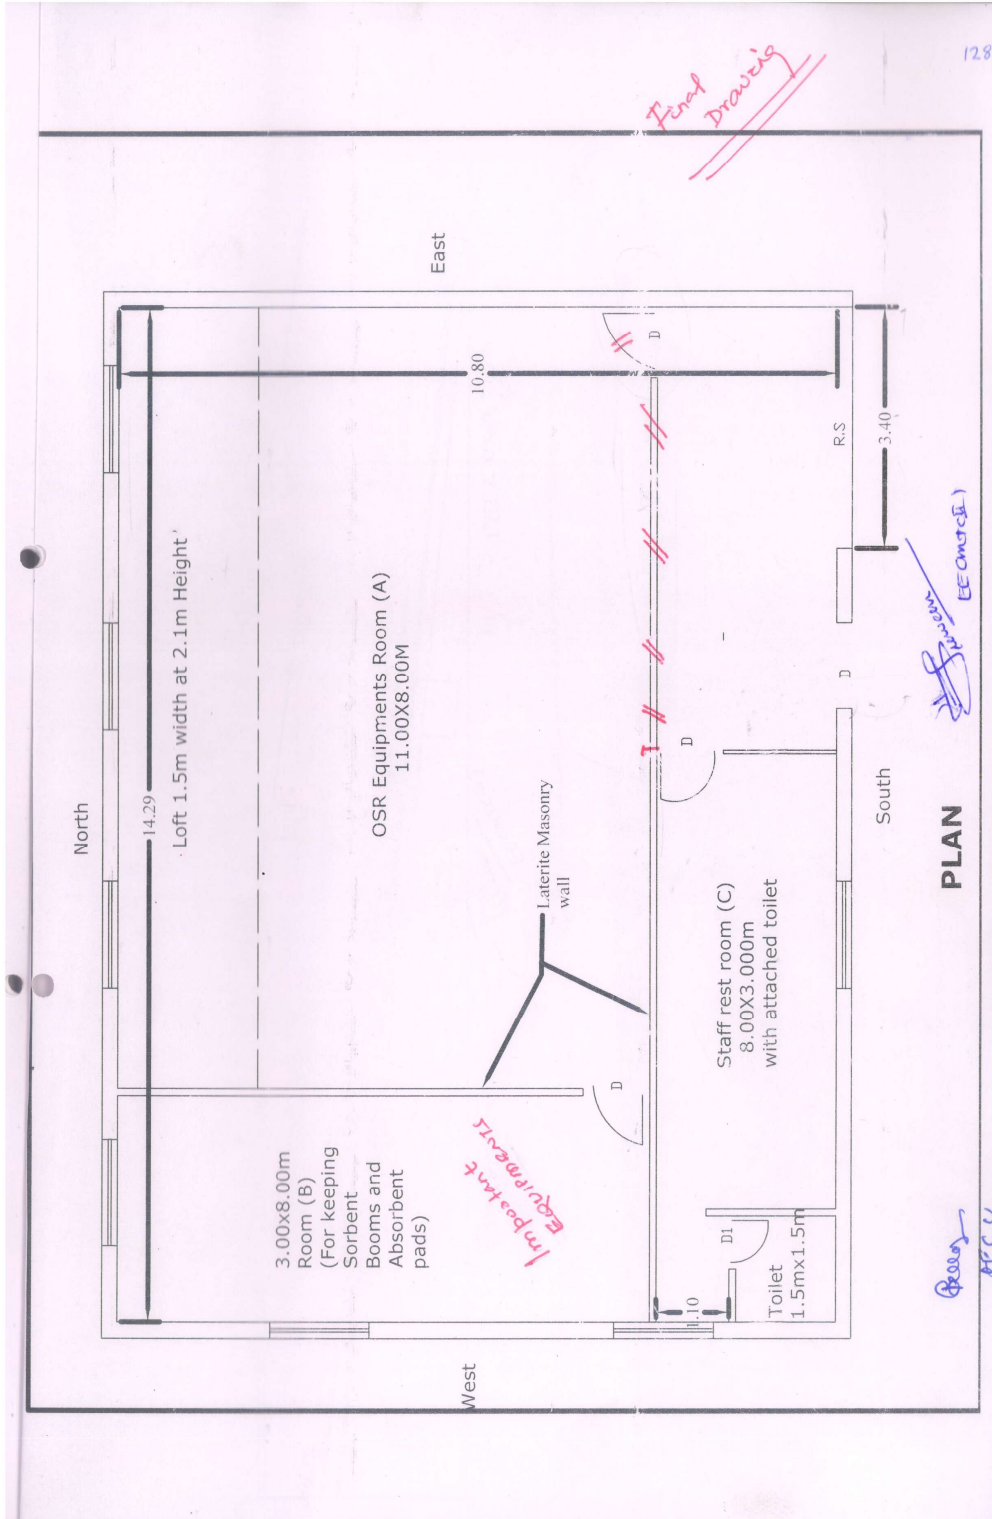 128
Final
Drawing
East
North
14.29
Loft 1.5m width at 2.1m Height
10.80
D
OSR Equipments Room (A)
11.00X8.00M
R.S
3.40
Laterite Masonry
wall
D
D
South
PLAN
Staff rest room (C)
8.00X3.000m
with attached toilet
3.00x8.00m
Room (B)
(For keeping
Sorbent
Booms and
Absorbent
pads)
Important
EQUIPMENTS
D
D1
Toilet
1.5mx1.5m
1.10
West